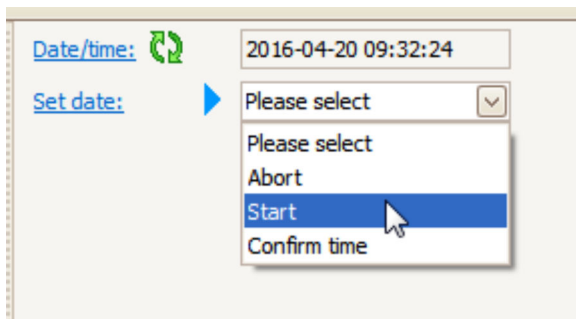 Date/time: 2016-04-20 09:32:24
Set date: Please select
Please select
Abort
Start
Confirm time